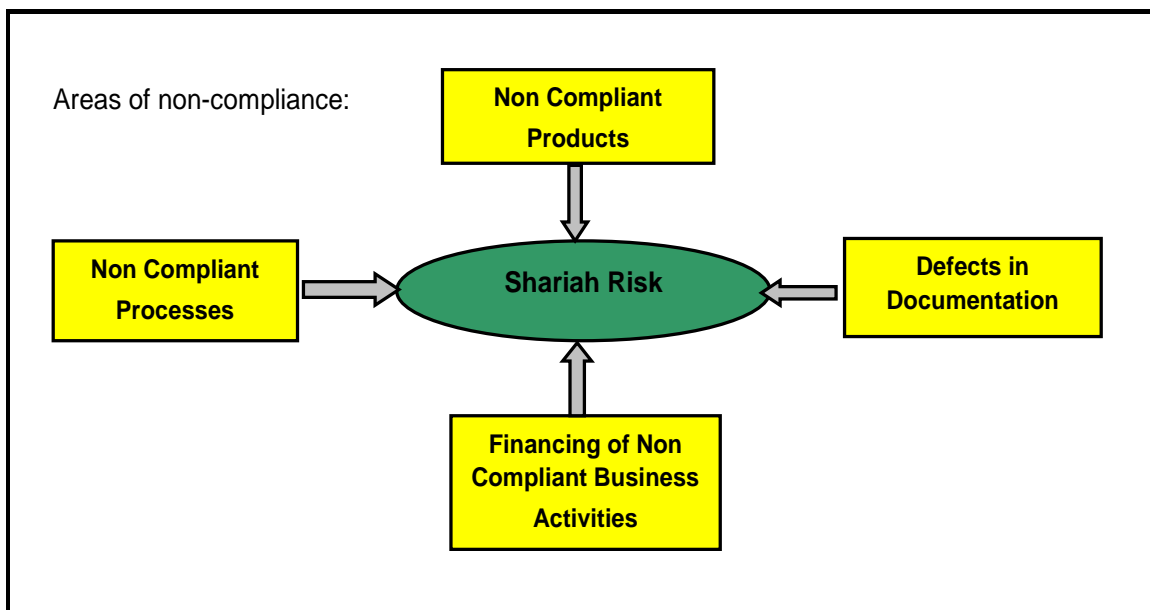 Areas of non-compliance:
Non Compliant
Products
Non Compliant
Processes
Shariah Risk
Defects in
Documentation
Financing of Non
Compliant Business
Activities